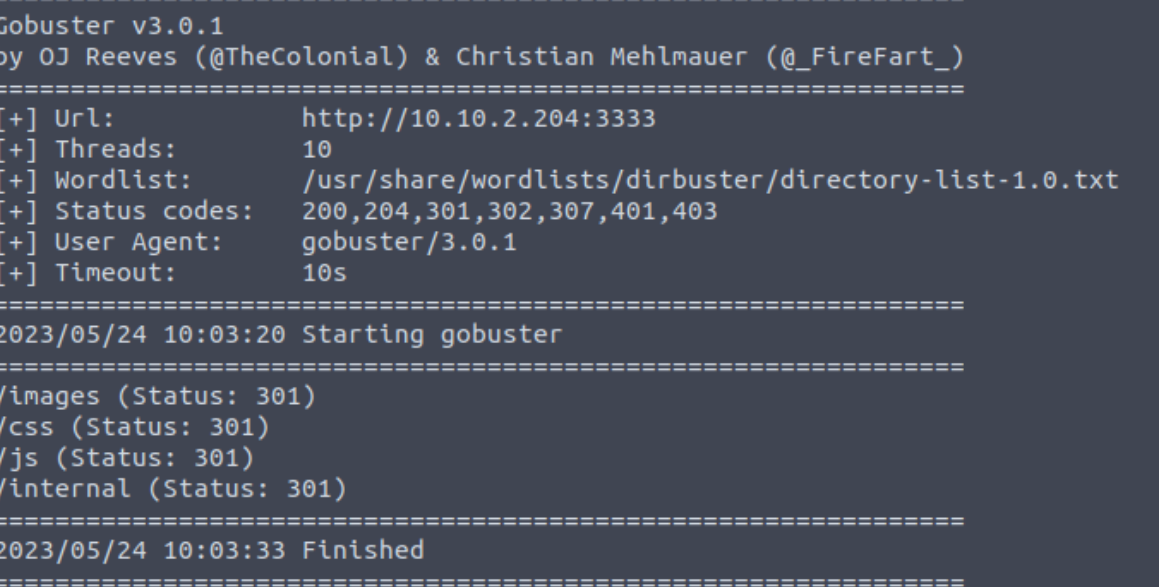 Gobuster v3.0.1
by OJ Reeves (@TheColonial) & Christian Mehlmauer (@_FireFart_)
===============================================================
[+] Url:            http://10.10.2.204:3333
[+] Threads:        10
[+] Wordlist:       /usr/share/wordlists/dirbuster/directory-list-1.0.txt
[+] Status codes:   200,204,301,302,307,401,403
[+] User Agent:     gobuster/3.0.1
[+] Timeout:        10s
===============================================================
2023/05/24 10:03:20 Starting gobuster
===============================================================
/images (Status: 301)
/css (Status: 301)
/js (Status: 301)
/internal (Status: 301)
===============================================================
2023/05/24 10:03:33 Finished
===============================================================